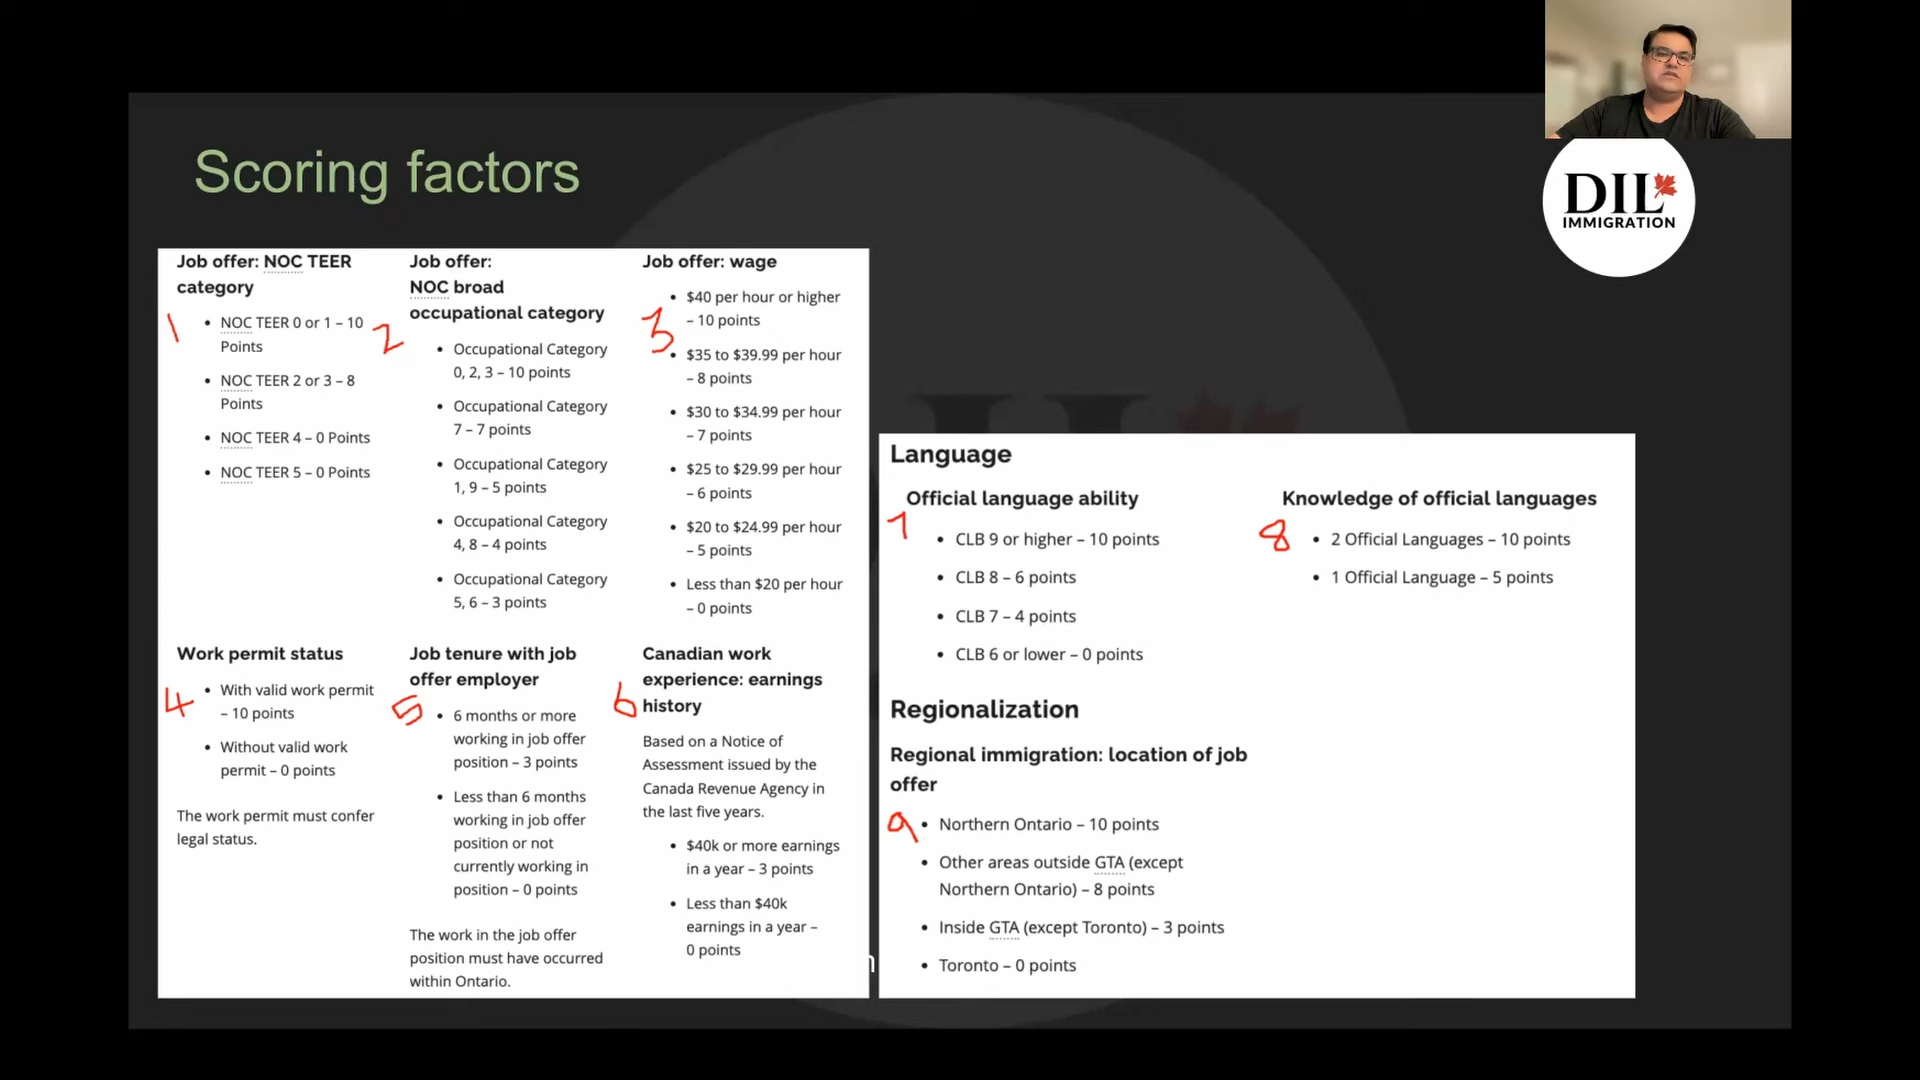 Scoring factors
DIL
IMMIGRATION
Job offer: NOC TEER
category
1
• NOC TEER 0 or 1 – 10
Points
• NOC TEER 2 or 3 – 8
Points
• NOC TEER 4 – 0 Points
• NOC TEER 5 – 0 Points
Job offer:
NOC broad
occupational category
2
• Occupational Category
0, 2, 3 – 10 points
• Occupational Category
7 – 7 points
• Occupational Category
1, 9 – 5 points
• Occupational Category
4, 8 – 4 points
• Occupational Category
5, 6 – 3 points
Job offer: wage
3
• $40 per hour or higher
– 10 points
• $35 to $39.99 per hour
– 8 points
• $30 to $34.99 per hour
– 7 points
• $25 to $29.99 per hour
– 6 points
• $20 to $24.99 per hour
– 5 points
• Less than $20 per hour
– 0 points
Work permit status
4
• With valid work permit
– 10 points
• Without valid work
permit – 0 points
The work permit must confer
legal status.
Job tenure with job
offer employer
5
• 6 months or more
working in job offer
position – 3 points
• Less than 6 months
working in job offer
position or not
currently working in
position – 0 points
The work in the job offer
position must have occurred
within Ontario.
Canadian work
experience: earnings
history
6
Based on a Notice of
Assessment issued by the
Canada Revenue Agency in
the last five years.
• $40k or more earnings
in a year – 3 points
• Less than $40k
earnings in a year –
0 points
Language
Official language ability
7
• CLB 9 or higher – 10 points
• CLB 8 – 6 points
• CLB 7 – 4 points
• CLB 6 or lower – 0 points
Knowledge of official languages
8
• 2 Official Languages – 10 points
• 1 Official Language – 5 points
Regionalization
Regional immigration: location of job
offer
9
• Northern Ontario – 10 points
• Other areas outside GTA (except
Northern Ontario) – 8 points
• Inside GTA (except Toronto) – 3 points
• Toronto – 0 points